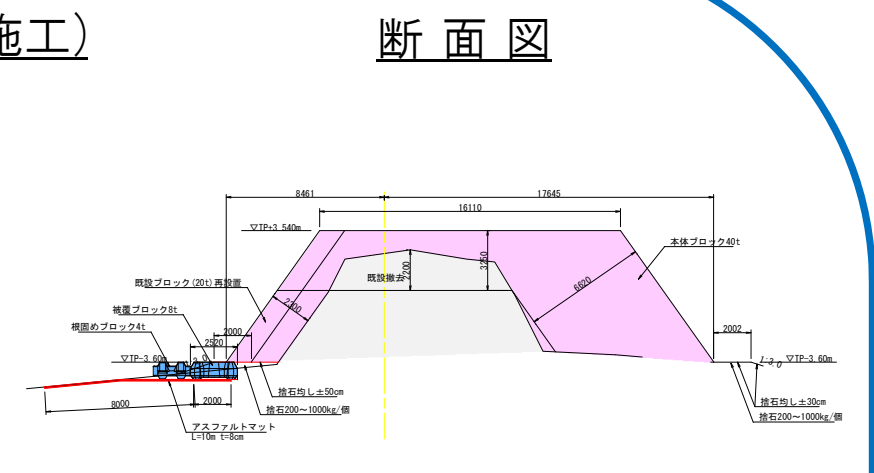 施工)
断面図
8461
17645
16110
▽TP+3.540m
本体ブロック40t
既設撤去
2200
3250
既設ブロック(20t)再設置
2300
6620
被覆ブロック8t
根固めブロック4t
2000
2520
2002
▽TP-3.60m
▽TP-3.60m
1:3.0
捨石均し±50cm
捨石均し±30cm
8000
2000
捨石200～1000kg/個
捨石200～1000kg/個
アスファルトマット
L=10m t=8cm